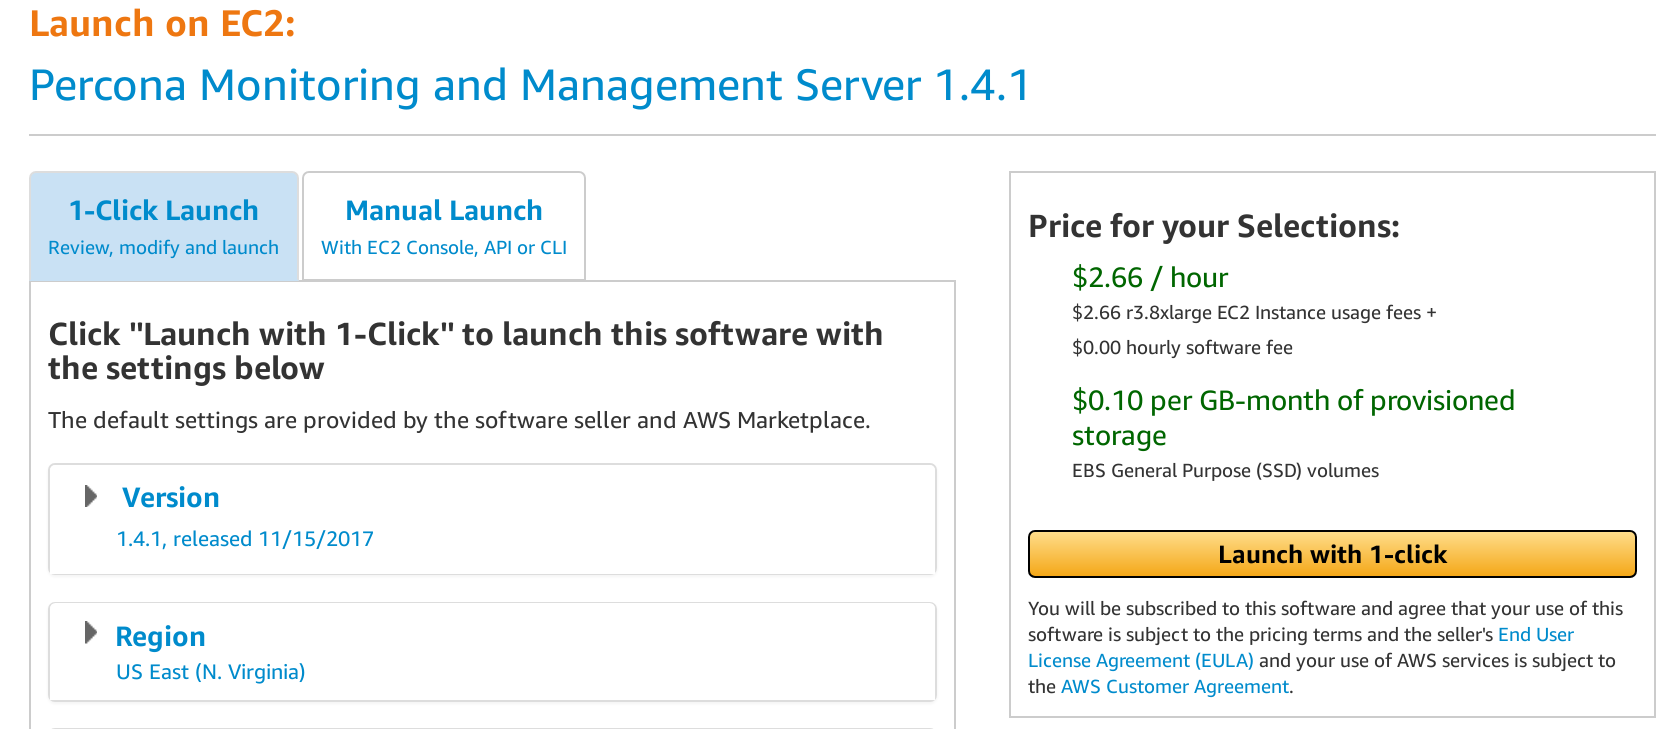 Launch on EC2:
Percona Monitoring and Management Server 1.4.1
1-Click Launch
Review, modify and launch
Manual Launch
With EC2 Console, API or CLI
Click "Launch with 1-Click" to launch this software with
the settings below
The default settings are provided by the software seller and AWS Marketplace.
Version
1.4.1, released 11/15/2017
Region
US East (N. Virginia)
Price for your Selections:
$2.66 / hour
$2.66 r3.8xlarge EC2 Instance usage fees +
$0.00 hourly software fee
$0.10 per GB-month of provisioned
storage
EBS General Purpose (SSD) volumes
Launch with 1-click
You will be subscribed to this software and agree that your use of this
software is subject to the pricing terms and the seller's End User
License Agreement (EULA) and your use of AWS services is subject to
the AWS Customer Agreement.